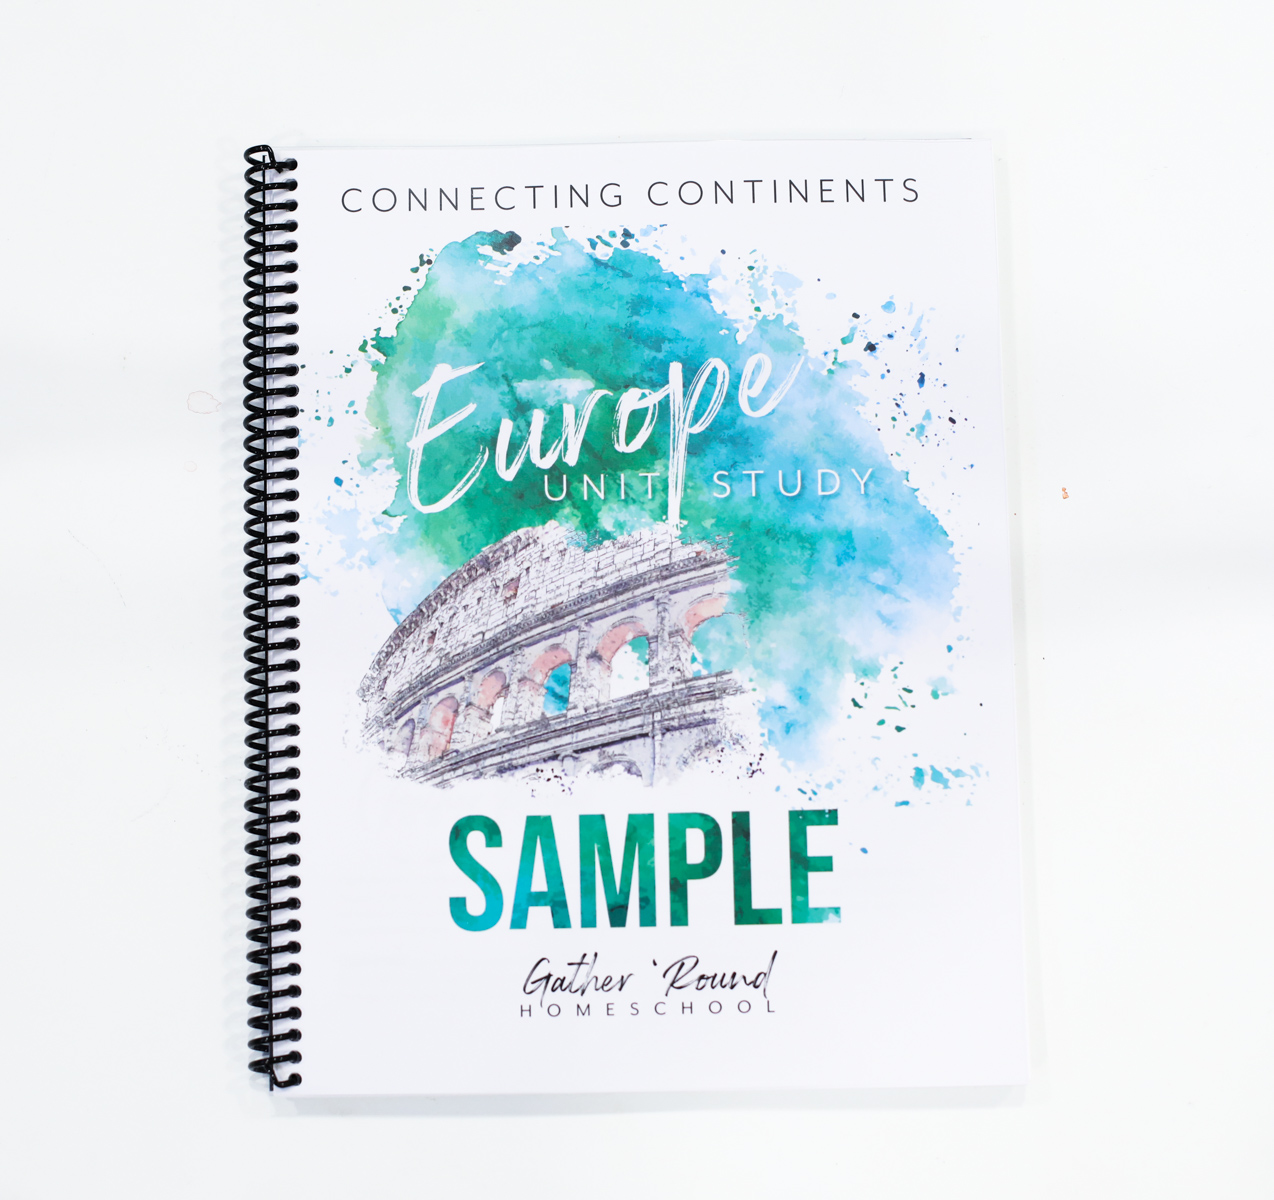 CONNECTING CONTINENTS
Europe
UNIT STUDY
SAMPLE
Gather 'Round
HOMESCHOOL